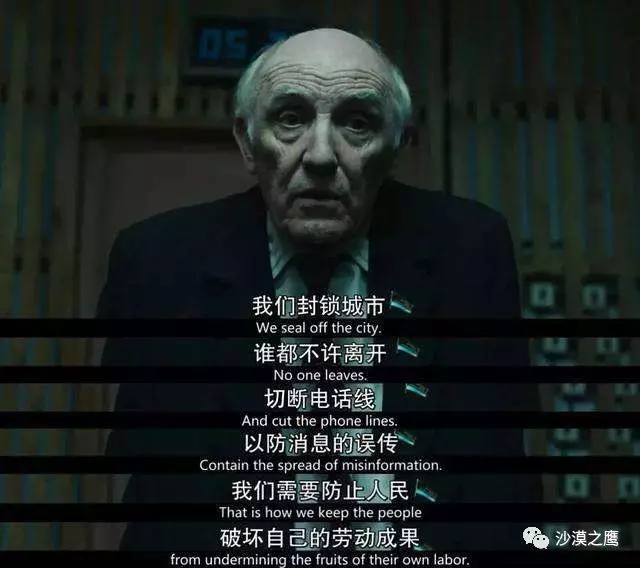 我们封锁城市
We seal off the city.
谁都不许离开
No one leaves.
切断电话线
And cut the phone lines.
以防消息的误传
Contain the spread of misinformation.
我们需要防止人民
That is how we keep the people
破坏自己的劳动成果
from undermining the fruits of their own labor.
沙漠之鹰